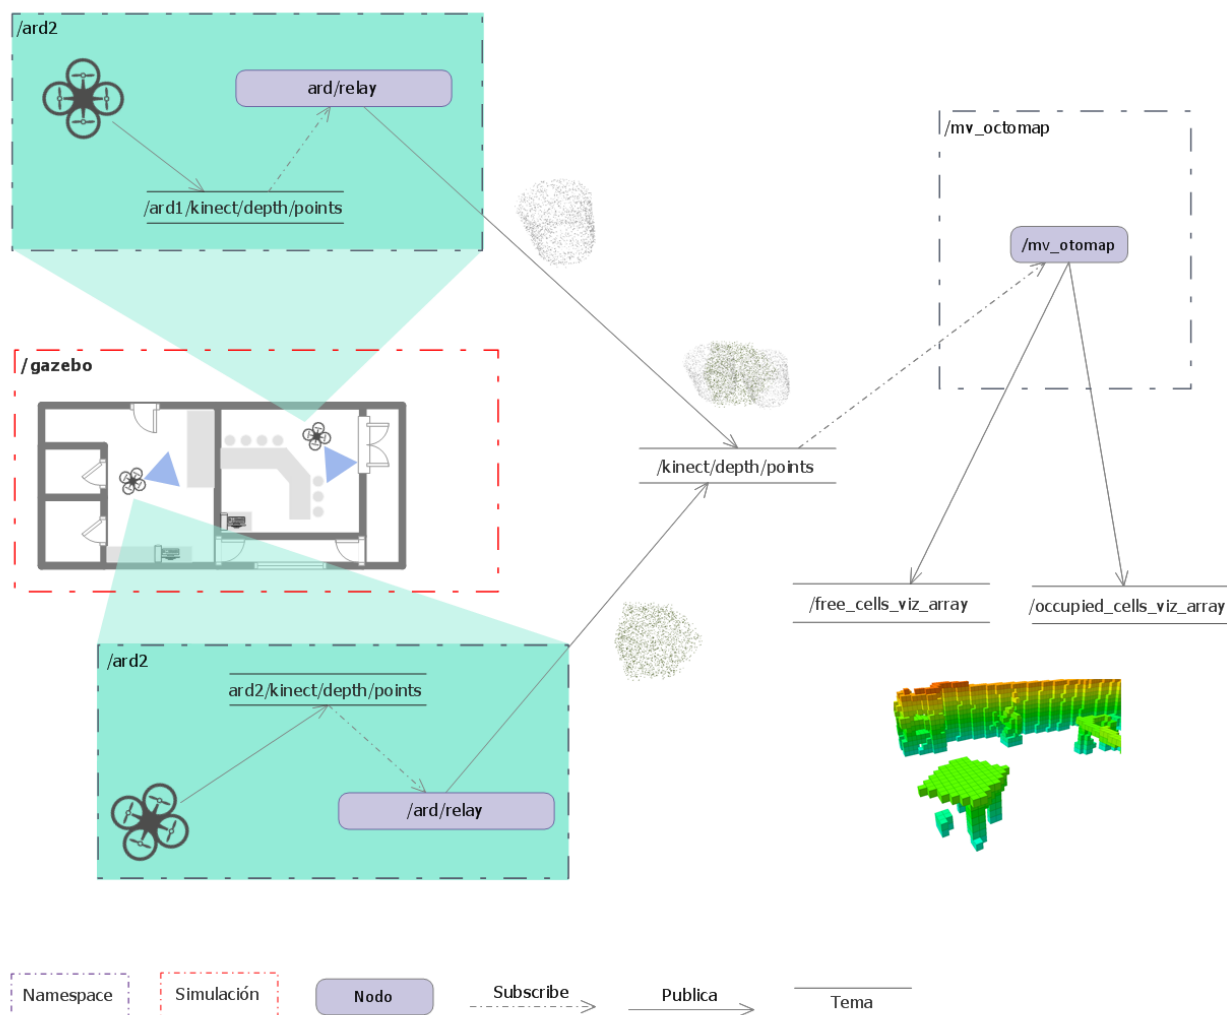 /ard2
ard/relay
/ard1/kinect/depth/points
/mv_octomap
/mv_otomap
/gazebo
/kinect/depth/points
/free_cells_viz_array
/occupied_cells_viz_array
/ard2
ard2/kinect/depth/points
/ard/relay
Namespace
Simulación
Nodo
Subscribe
Publica
Tema